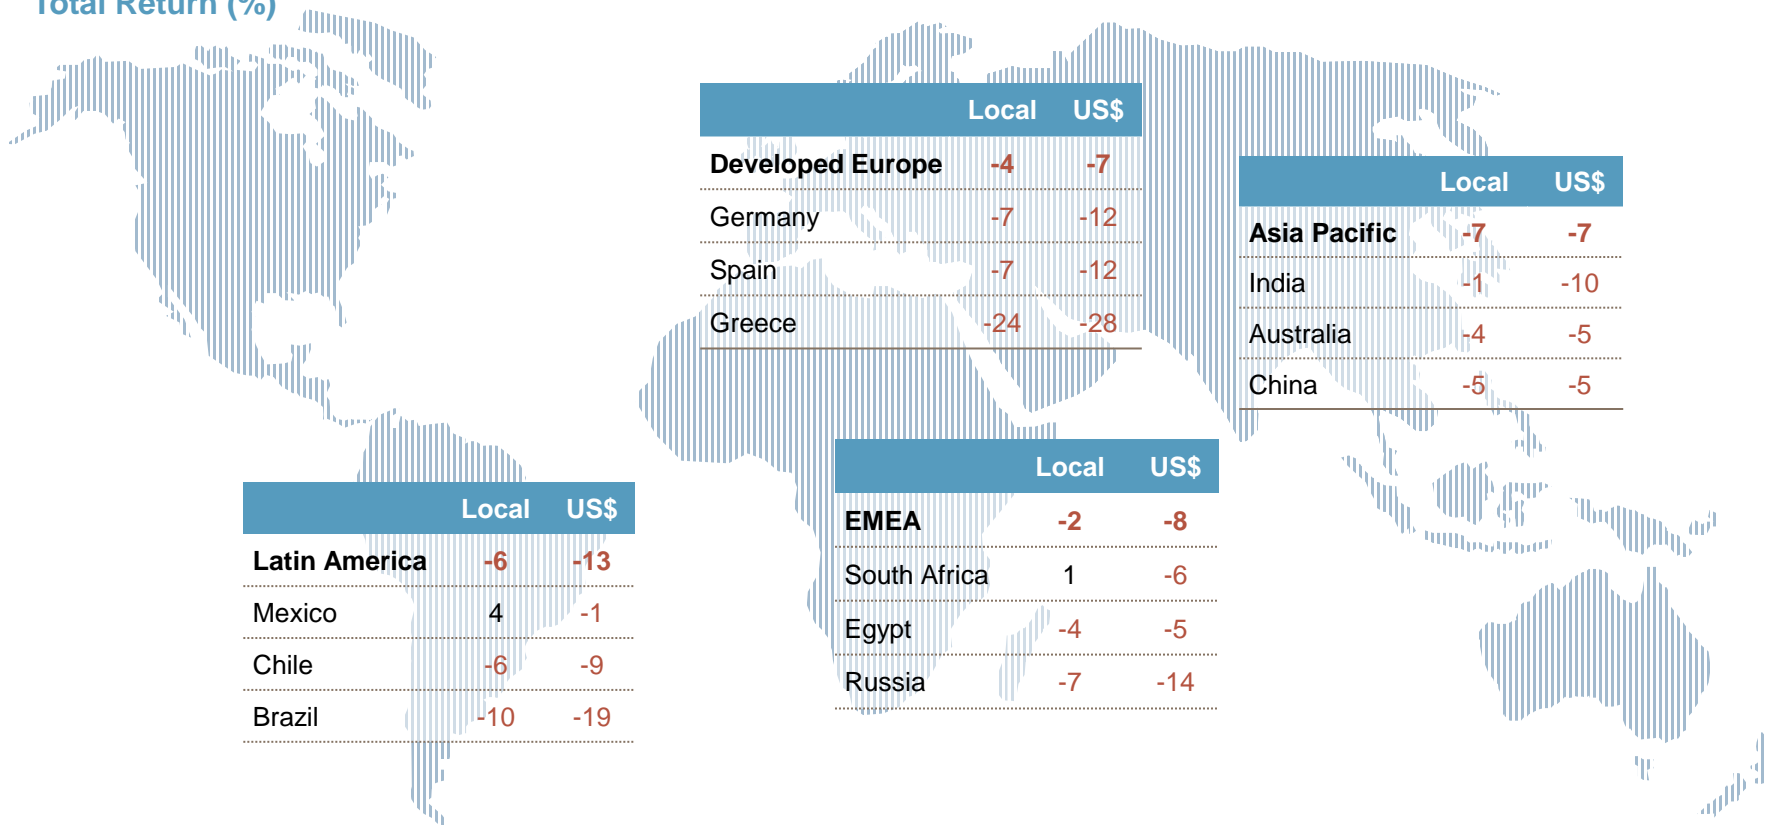 Total Return (%)
Local US$
Developed Europe -4 -7
Germany -7 -12
Spain -7 -12
Greece -24 -28
Local US$
Asia Pacific -7 -7
India -1 -10
Australia -4 -5
China -5 -5
Local US$
EMEA -2 -8
South Africa 1 -6
Egypt -4 -5
Russia -7 -14
Local US$
Latin America -6 -13
Mexico 4 -1
Chile -6 -9
Brazil -10 -19